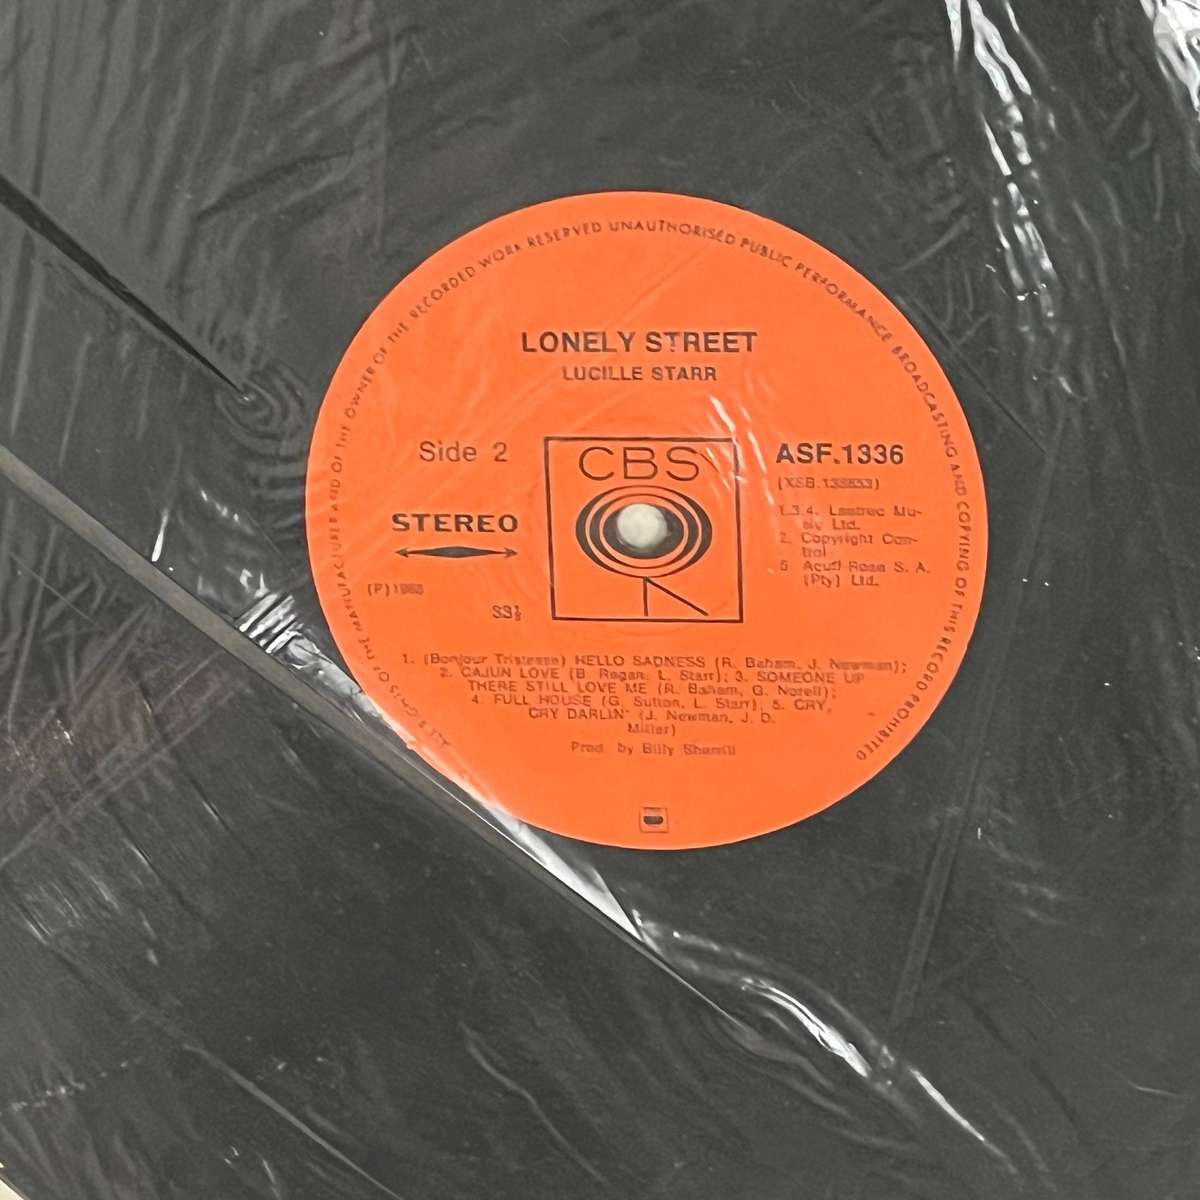 ALL RIGHTS OF THE MANUFACTURER AND OF THE OWNER OF THE RECORDED WORK RESERVED UNAUTHORISED PUBLIC PERFORMANCE BROADCASTING AND COPYING OF THIS RECORD PROHIBITED
LONELY STREET
LUCILLE STARR
Side 2
CBS
ASF.1336
STEREO
1.3.4. Mu-
sic Ltd.
2. Copyright Con-
trol
5. Acuff-Rose S. A.
(Pty) Ltd.
33⅓
1. (Bonjour Tristesse) HELLO SADNESS (R. Baham, J. Newman);
2. CAJUN LOVE (B. Regan, L. Starr); 3. SOMEONE UP
THERE STILL LOVE ME (R. Baham, G.
4. FULL HOUSE (G. Sutton, L. Starr); 5. CRY,
CRY DARLIN' (J. Newman, J. D.
Miller)
Prod. by Billy Sherrill